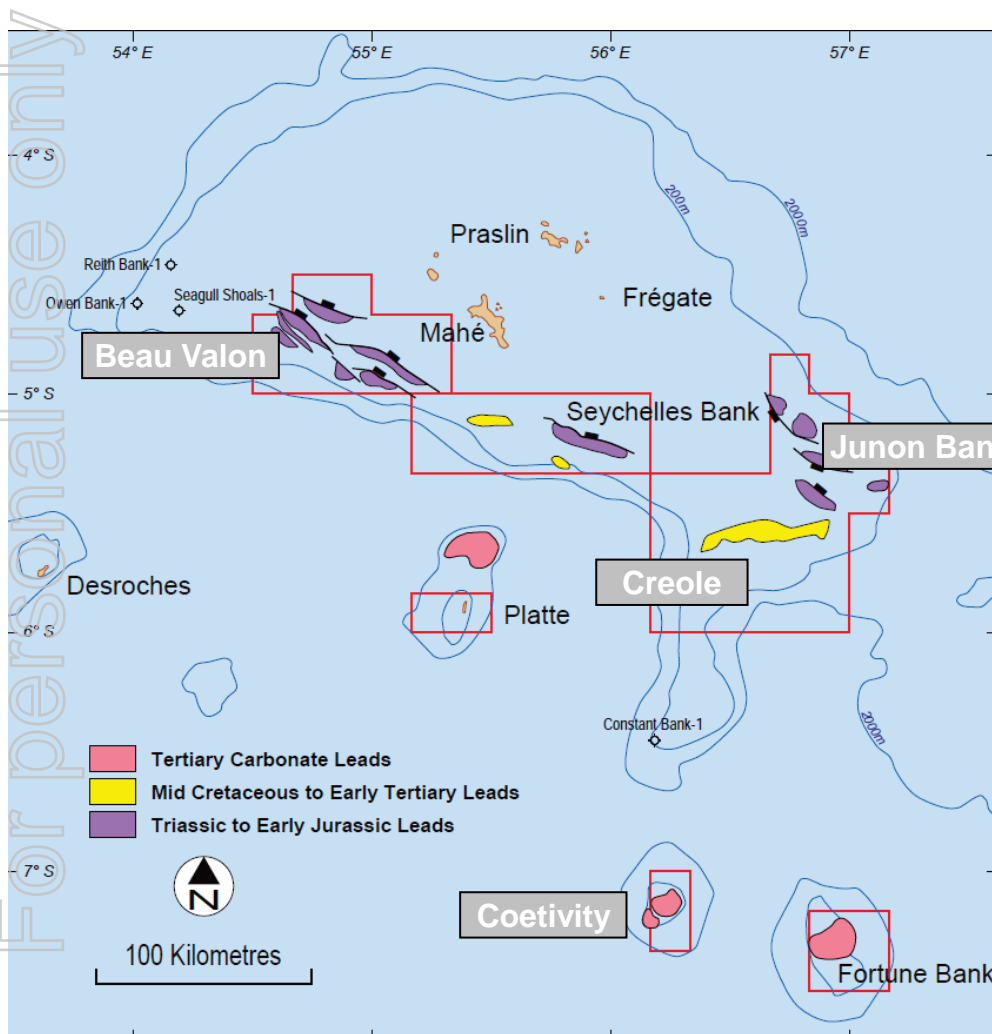 For personal use only
54° E
55° E
56° E
57° E
4° S
200m
2000m
Praslin
Reith Bank-1
Owen Bank-1
Seagull Shoals-1
Frégate
Mahé
Beau Valon
5° S
Seychelles Bank
Junon Ban
Creole
Desroches
Platte
6° S
Constant Bank-1
2000m
Tertiary Carbonate Leads
Mid Cretaceous to Early Tertiary Leads
Triassic to Early Jurassic Leads
7° S
N
Coetivity
100 Kilometres
Fortune Bank